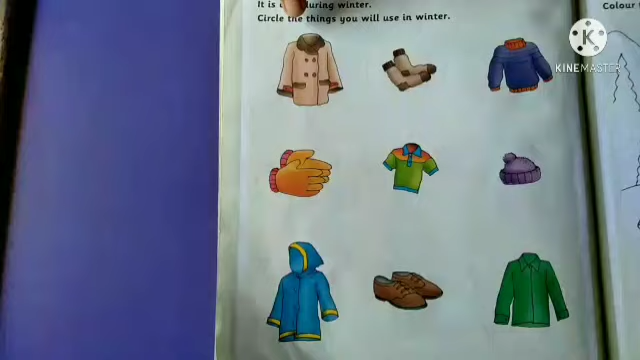 It is during winter.
Circle the things you will use in winter.
Colour
KINEMASTER